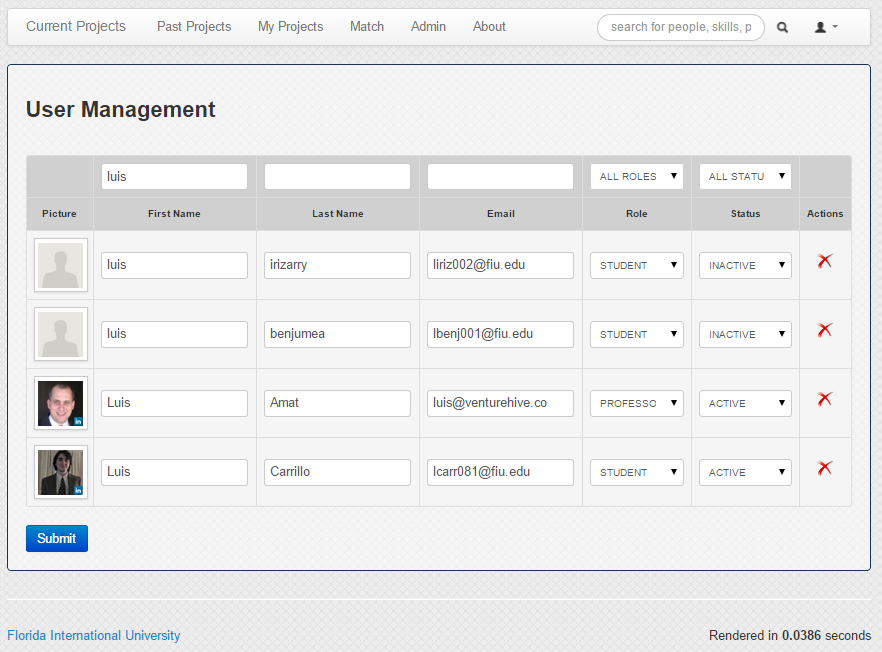 Current Projects Past Projects My Projects Match Admin About search for people, skills, p
User Management
luis ALL ROLES ALL STATU
Picture First Name Last Name Email Role Status Actions
luis irizarry liriz002@fiu.edu STUDENT INACTIVE
luis benjumea lbenj001@fiu.edu STUDENT INACTIVE
Luis Amat luis@venturehive.co PROFESSO ACTIVE
in
Luis Carrillo lcarr081@fiu.edu STUDENT ACTIVE
in
Submit
Florida International University Rendered in 0.0386 seconds